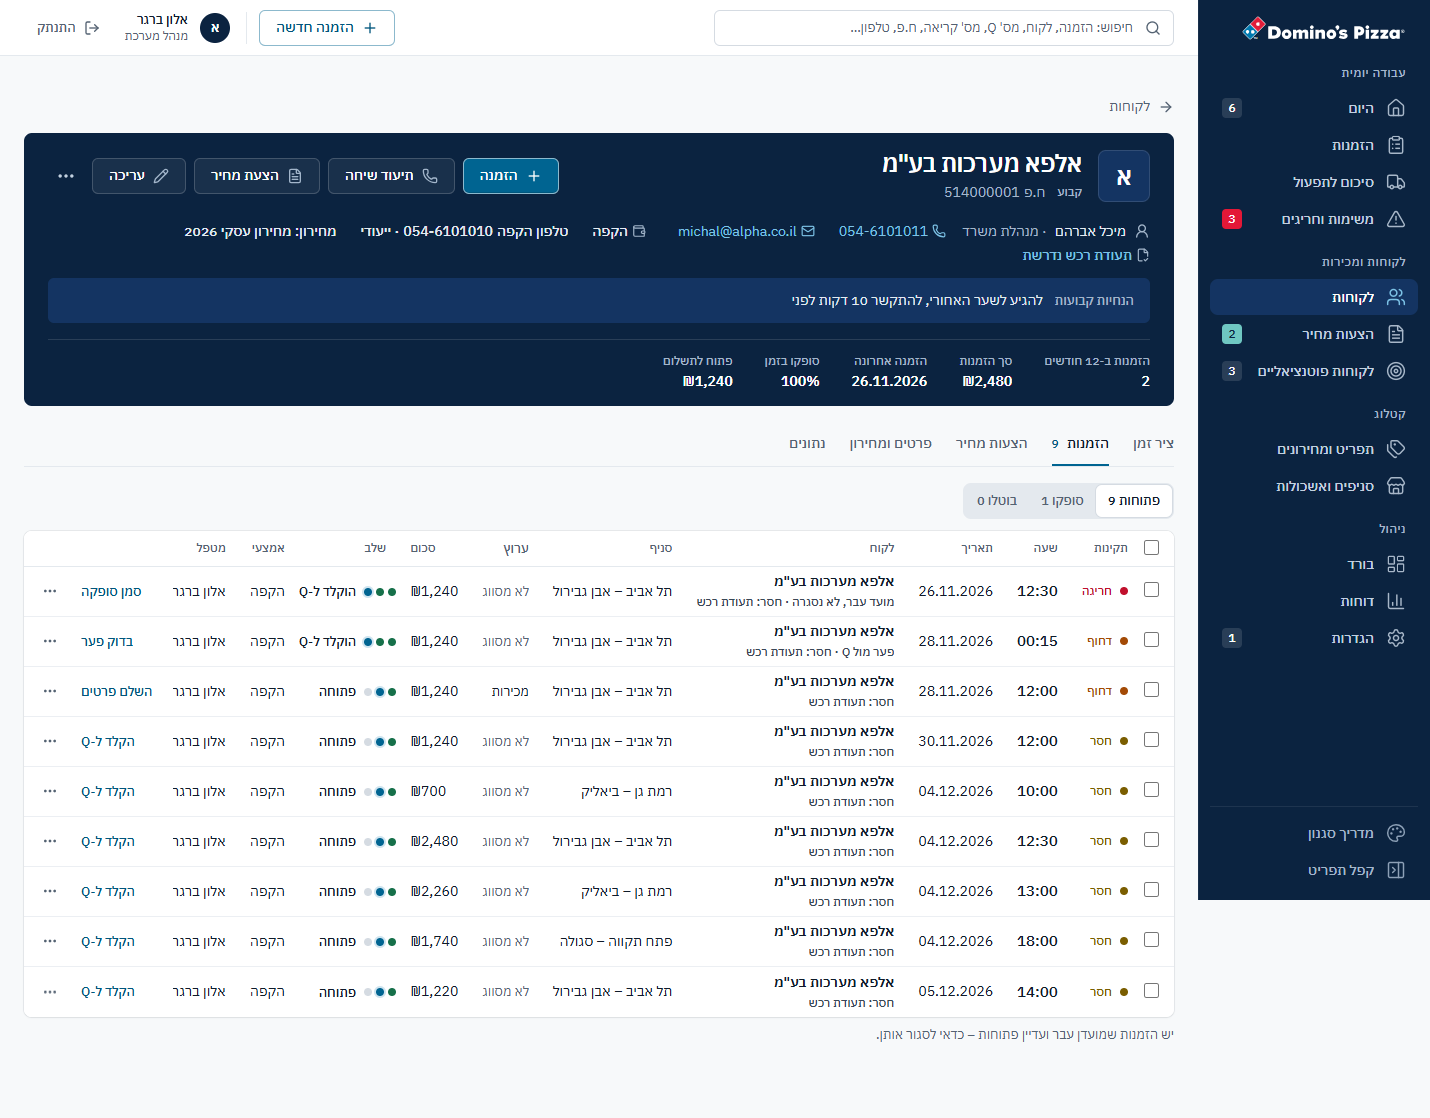 Domino's Pizza®
עבודה יומית
היום 6
הזמנות
סיכום לתפעול
משימות וחריגים 3
לקוחות ומכירות
לקוחות
הצעות מחיר 2
לקוחות פוטנציאליים 3
קטלוג
תפריט ומחירונים
סניפים ואשכולות
ניהול
בורד
דוחות
הגדרות 1
מדריך סגנון
קפל תפריט
חיפוש: הזמנה, לקוח, מס' Q, מס' קריאה, ח.פ, טלפון...
הזמנה חדשה
א
אלון ברגר
מנהל מערכת
התנתק
לקוחות
א
אלפא מערכות בע"מ
קבוע ח.פ 514000001
הזמנה
תיעוד שיחה
הצעת מחיר
עריכה
מיכל אברהם · מנהלת משרד 054-6101011 michal@alpha.co.il הקפה טלפון הקפה 054-6101010 · ייעודי מחירון: מחירון עסקי 2026
תעודת רכש נדרשת
הנחיות קבועות להגיע לשער האחורי, להתקשר 10 דקות לפני
הזמנות ב-12 חודשים סך הזמנות הזמנה אחרונה סופקו בזמן פתוח לתשלום
2 ₪2,480 26.11.2026 100% ₪1,240
ציר זמן הזמנות 9 הצעות מחיר פרטים ומחירון נתונים
פתוחות 9 סופקו 1 בוטלו 0
תקינות שעה תאריך לקוח סניף ערוץ סכום שלב אמצעי מטפל
חריגה 12:30 26.11.2026 אלפא מערכות בע"מ תל אביב – אבן גבירול לא מסווג ₪1,240 הוקלד ל-Q הקפה אלון ברגר סמן סופקה
מועד עבר, לא נסגרה · חסר: תעודת רכש
דחוף 00:15 28.11.2026 אלפא מערכות בע"מ תל אביב – אבן גבירול לא מסווג ₪1,240 הוקלד ל-Q הקפה אלון ברגר בדוק פער
פער מול Q · חסר: תעודת רכש
דחוף 12:00 28.11.2026 אלפא מערכות בע"מ תל אביב – אבן גבירול מכירות ₪1,240 פתוחה הקפה אלון ברגר השלם פרטים
חסר: תעודת רכש
חסר 12:00 30.11.2026 אלפא מערכות בע"מ תל אביב – אבן גבירול לא מסווג ₪1,240 פתוחה הקפה אלון ברגר הקלד ל-Q
חסר: תעודת רכש
חסר 10:00 04.12.2026 אלפא מערכות בע"מ רמת גן – ביאליק לא מסווג ₪700 פתוחה הקפה אלון ברגר הקלד ל-Q
חסר: תעודת רכש
חסר 12:30 04.12.2026 אלפא מערכות בע"מ תל אביב – אבן גבירול לא מסווג ₪2,480 פתוחה הקפה אלון ברגר הקלד ל-Q
חסר: תעודת רכש
חסר 13:00 04.12.2026 אלפא מערכות בע"מ רמת גן – ביאליק לא מסווג ₪2,260 פתוחה הקפה אלון ברגר הקלד ל-Q
חסר: תעודת רכש
חסר 18:00 04.12.2026 אלפא מערכות בע"מ פתח תקווה – סגולה לא מסווג ₪1,740 פתוחה הקפה אלון ברגר הקלד ל-Q
חסר: תעודת רכש
חסר 14:00 05.12.2026 אלפא מערכות בע"מ תל אביב – אבן גבירול לא מסווג ₪1,220 פתוחה הקפה אלון ברגר הקלד ל-Q
חסר: תעודת רכש
יש הזמנות שמועדן עבר ועדיין פתוחות – כדאי לסגור אותן.